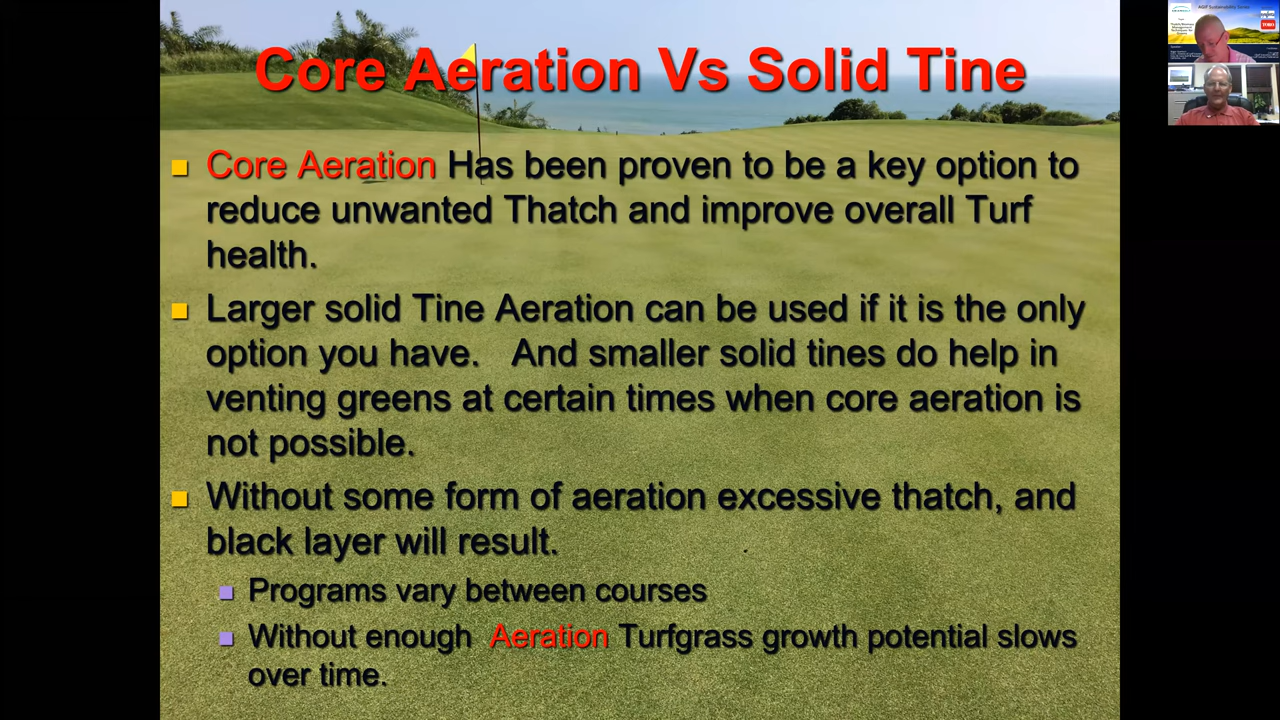 Core Aeration Vs Solid Tine
Core Aeration Has been proven to be a key option to
reduce unwanted Thatch and improve overall Turf
health.
Larger solid Tine Aeration can be used if it is the only
option you have. And smaller solid tines do help in
venting greens at certain times when core aeration is
not possible.
Without some form of aeration excessive thatch, and
black layer will result.
Programs vary between courses
Without enough Aeration Turfgrass growth potential slows
over time.
TORO